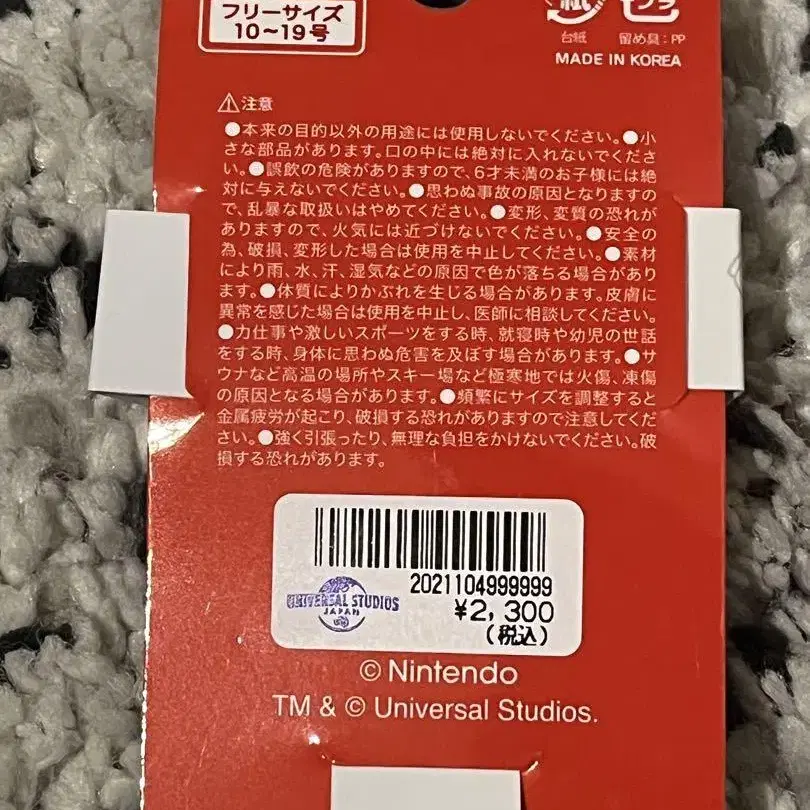 フリーサイズ
10〜19号
紙
プラ
台紙 留め具：PP
MADE IN KOREA
⚠注意
●本来の目的以外の用途には使用しないでください。●小
さな部品があります。口の中には絶対に入れないでくださ
い。●誤飲の危険がありますので、6才未満のお子様には絶
対に与えないでください。●思わぬ事故の原因となりますの
で、乱暴な取扱いはやめてください。●変形、変質の恐れが
ありますので、火気には近づけないでください。●安全の
為、破損、変形した場合は使用を中止してください。●素材
により雨、水、汗、湿気などの原因で色が落ちる場合があり
ます。●体質によりかぶれを生じる場合があります。皮膚に
異常を感じた場合は使用を中止し、医師に相談してください。
●力仕事や激しいスポーツをする時、就寝時や幼児の世話
をする時、身体に思わぬ危害を及ぼす場合があります。●サ
ウナなど高温の場所やスキー場など極寒地では火傷、凍傷
の原因となる場合があります。●頻繁にサイズを調整すると
金属疲労が起こり、破損する恐れがありますので注意してくだ
さい。●強く引張ったり、無理な負担をかけないでください。破
損する恐れがあります。
2021104999999
UNIVERSAL STUDIOS
JAPAN
¥2,300
(税込)
© Nintendo
TM & © Universal Studios.